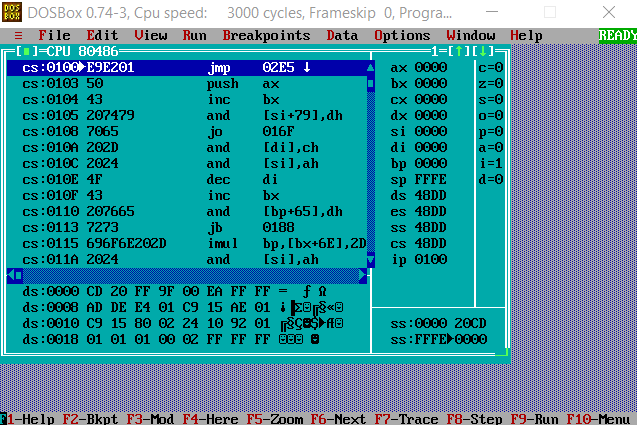 DOSBox 0.74-3, Cpu speed: 3000 cycles, Frameskip 0, Progra...
≡ File Edit View Run Breakpoints Data Options Window Help READY
[■]=CPU 80486 1=[↑][↓]
cs:0100►E9E201 jmp 02E5 ↓ ax 0000 c=0
cs:0103 50 push ax bx 0000 z=0
cs:0104 43 inc bx cx 0000 s=0
cs:0105 207479 and [si+79],dh dx 0000 o=0
cs:0108 7065 jo 016F si 0000 p=0
cs:010A 202D and [di],ch di 0000 a=0
cs:010C 2024 and [si],ah bp 0000 i=1
cs:010E 4F dec di sp FFFE d=0
cs:010F 43 inc bx ds 48DD
cs:0110 207665 and [bp+65],dh es 48DD
cs:0113 7273 jb 0188 ss 48DD
cs:0115 696F6E202D imul bp,[bx+6E],2D cs 48DD
cs:011A 2024 and [si],ah ip 0100
ds:0000 CD 20 FF 9F 00 EA FF FF = ƒ Ω
ds:0008 AD DE E4 01 C9 15 AE 01 ¡▐Σ☺╔§«☺
ds:0010 C9 15 80 02 24 10 92 01 ╔§Ç☻$►Æ☺ ss:0000 20CD
ds:0018 01 01 01 00 02 FF FF FF ☺☺☺ ☻ ss:FFFE►0000
F1-Help F2-Bkpt F3-Mod F4-Here F5-Zoom F6-Next F7-Trace F8-Step F9-Run F10-Menu